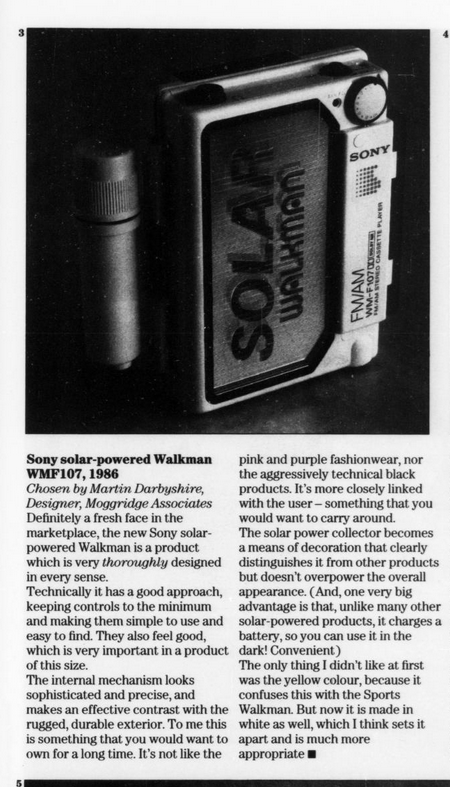 3
4
SOLAR
WALKMAN
SONY
FM/AM
WM-F107
FM/AM STEREO CASSETTE PLAYER
Sony solar-powered Walkman
WMF107, 1986
Chosen by Martin Darbyshire,
Designer, Moggridge Associates
Definitely a fresh face in the
marketplace, the new Sony solar-
powered Walkman is a product
which is very thoroughly designed
in every sense.
Technically it has a good approach,
keeping controls to the minimum
and making them simple to use and
easy to find. They also feel good,
which is very important in a product
of this size.
The internal mechanism looks
sophisticated and precise, and
makes an effective contrast with the
rugged, durable exterior. To me this
is something that you would want to
own for a long time. It's not like the
pink and purple fashionwear, nor
the aggressively technical black
products. It's more closely linked
with the user – something that you
would want to carry around.
The solar power collector becomes
a means of decoration that clearly
distinguishes it from other products
but doesn't overpower the overall
appearance. (And, one very big
advantage is that, unlike many other
solar-powered products, it charges a
battery, so you can use it in the
dark! Convenient)
The only thing I didn't like at first
was the yellow colour, because it
confuses this with the Sports
Walkman. But now it is made in
white as well, which I think sets it
apart and is much more
appropriate ■
5